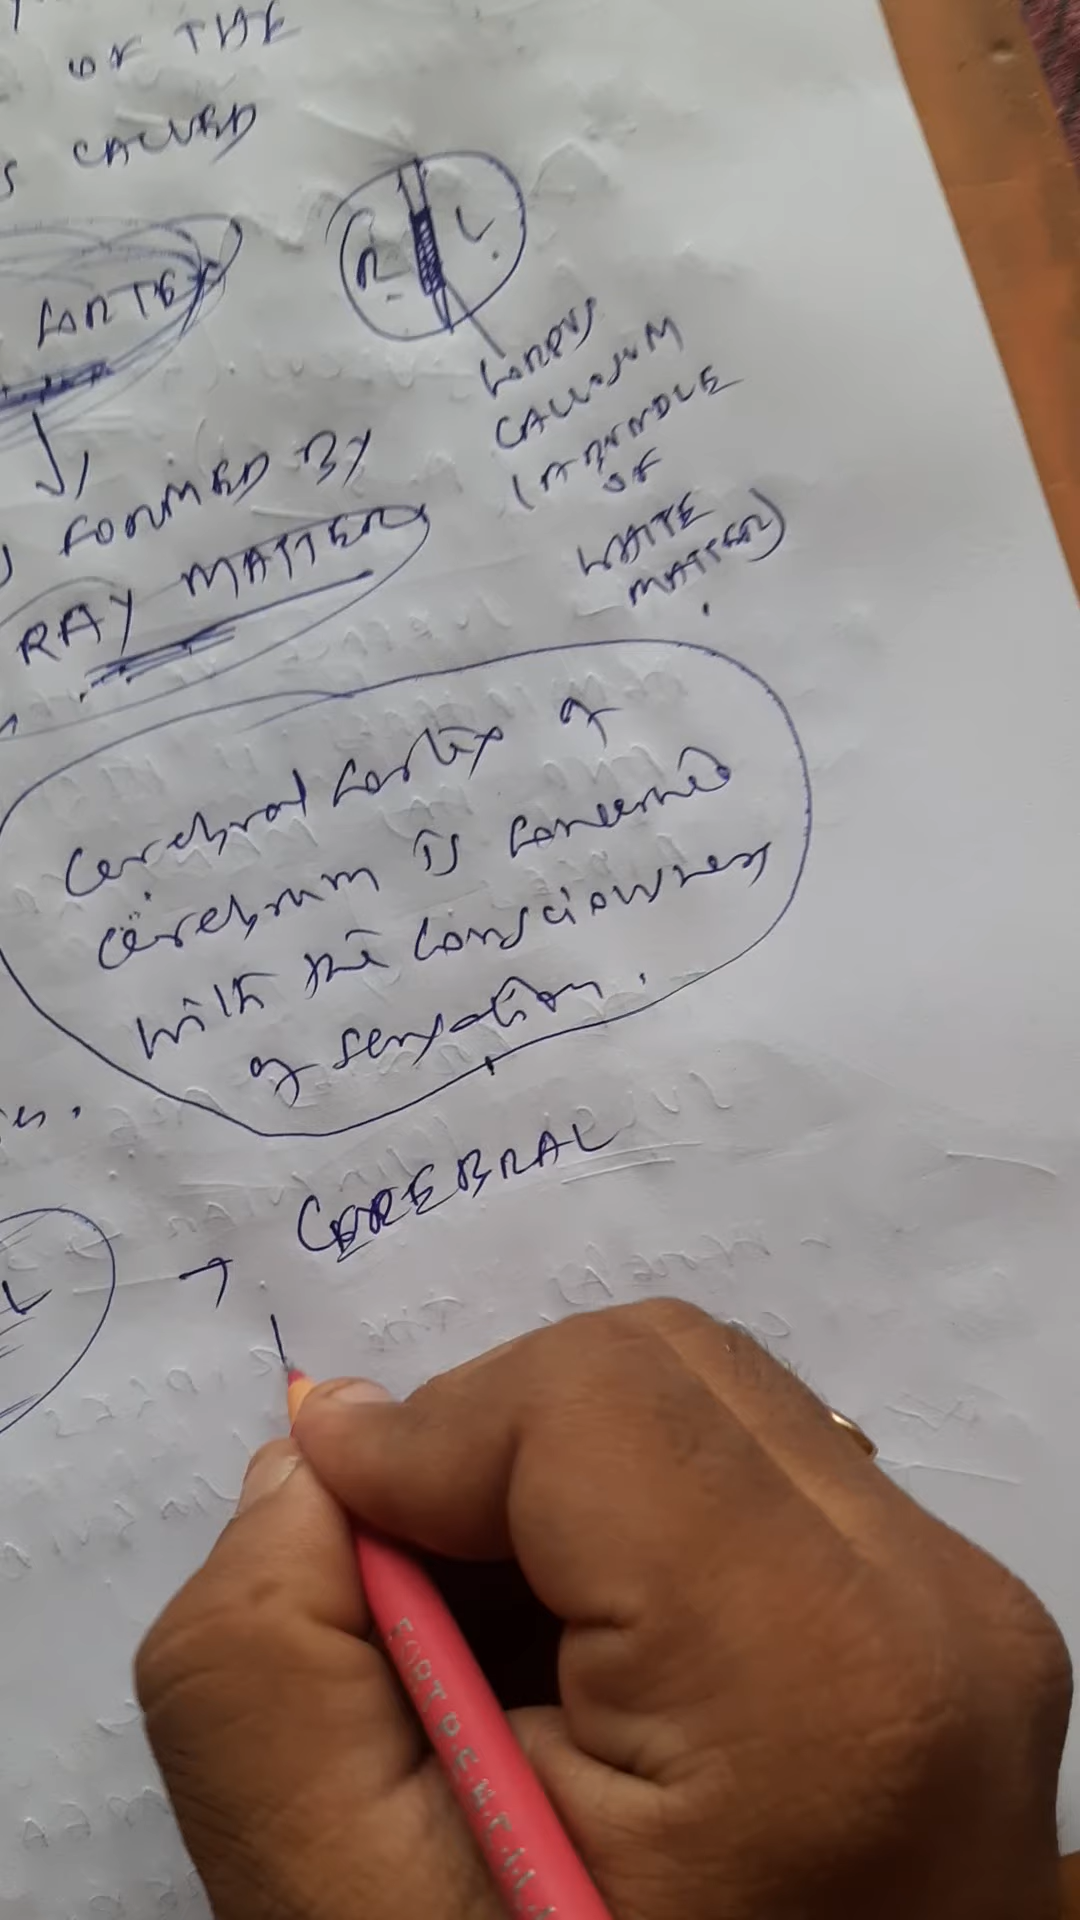 OF THE
S CALLED
CORTEX
R L
CORPUS
CALLOSUM
(A BUNDLE
OF
WHITE
MATTER)
FORMED BY
RAY MATTER
Cerebral Cortex of
Cerebrum is concerned
with the consciousness
of sensation.
CEREBRAL
L